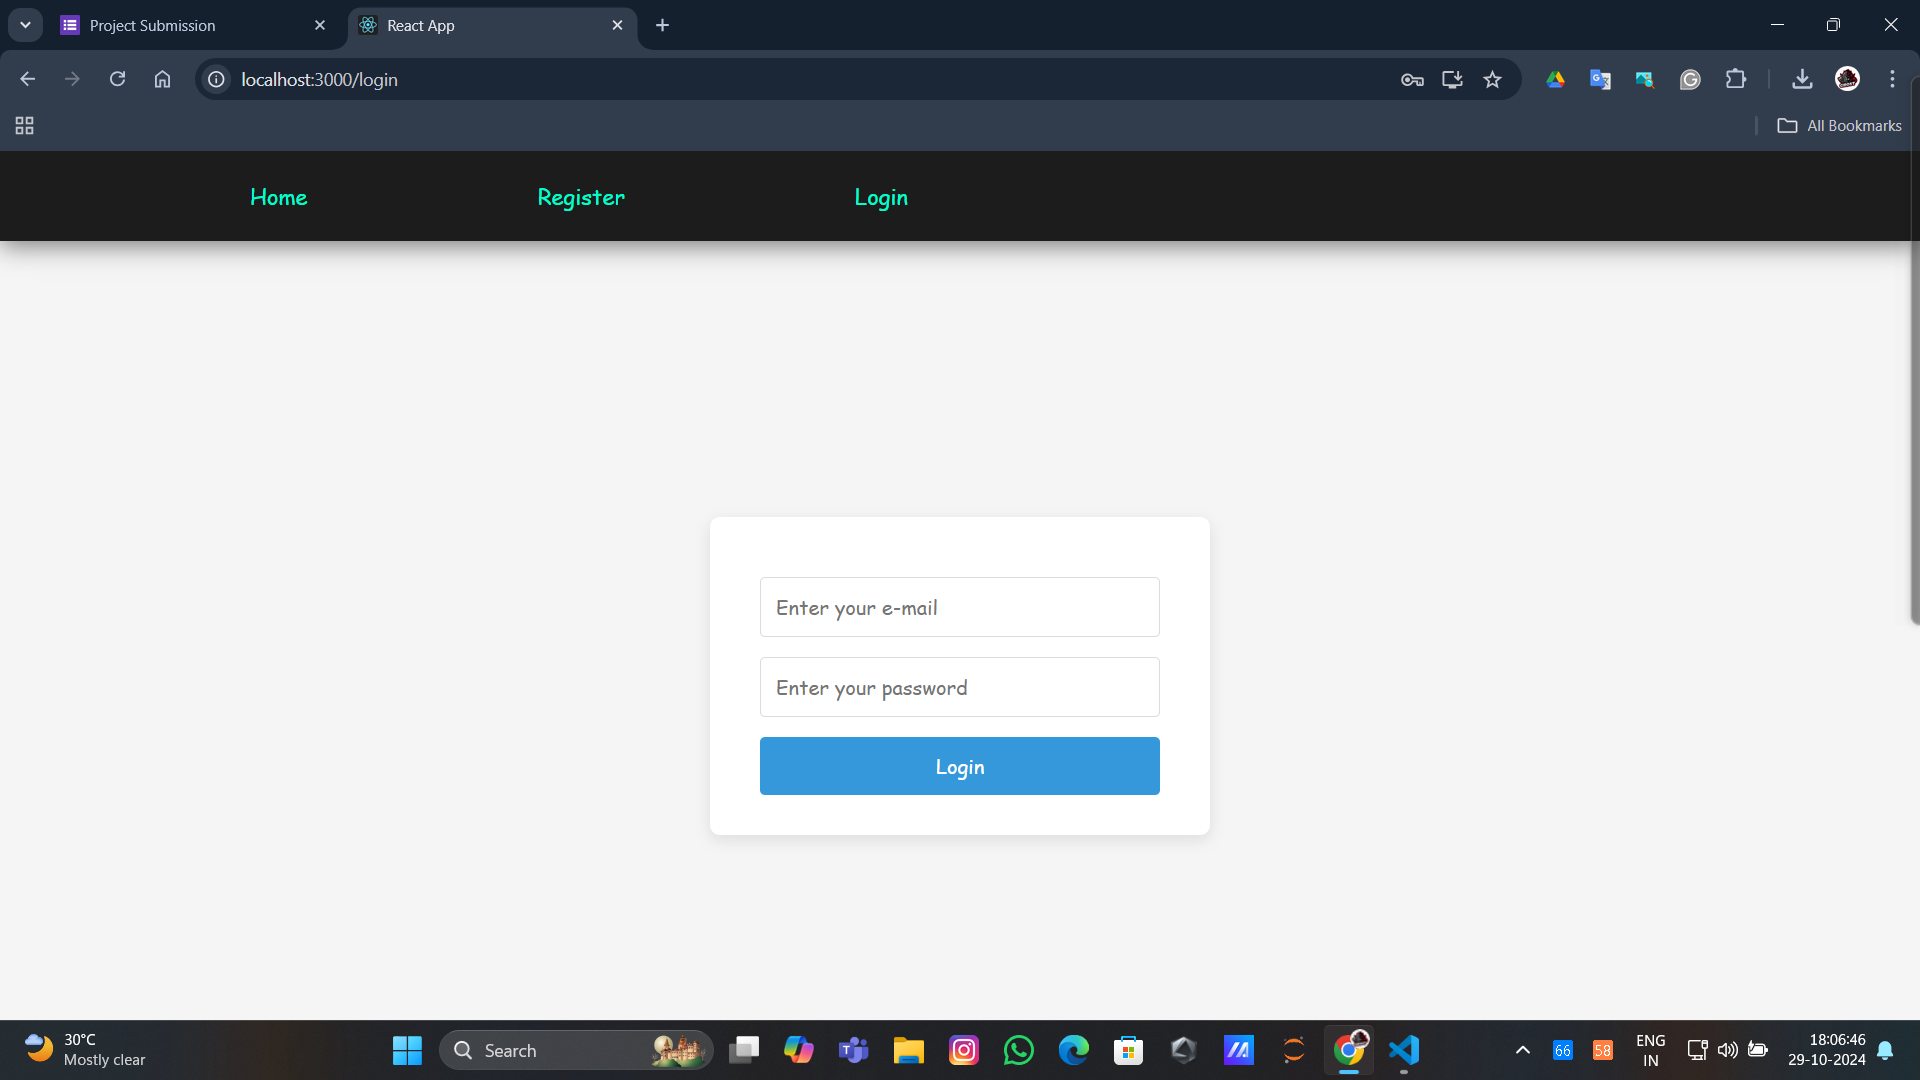 Project Submission
React App
localhost:3000/login
All Bookmarks
Home
Register
Login
Enter your e-mail
Enter your password
Login
30°C
Mostly clear
Search
66
58
ENG
IN
18:06:46
29-10-2024